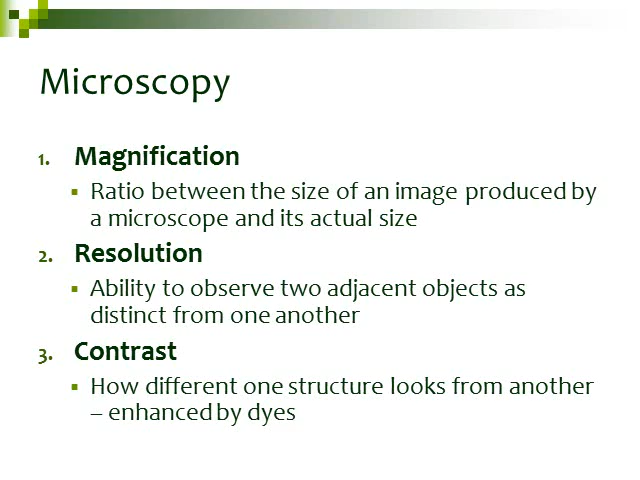 Microscopy
1. Magnification
▪ Ratio between the size of an image produced by
a microscope and its actual size
2. Resolution
▪ Ability to observe two adjacent objects as
distinct from one another
3. Contrast
▪ How different one structure looks from another
– enhanced by dyes